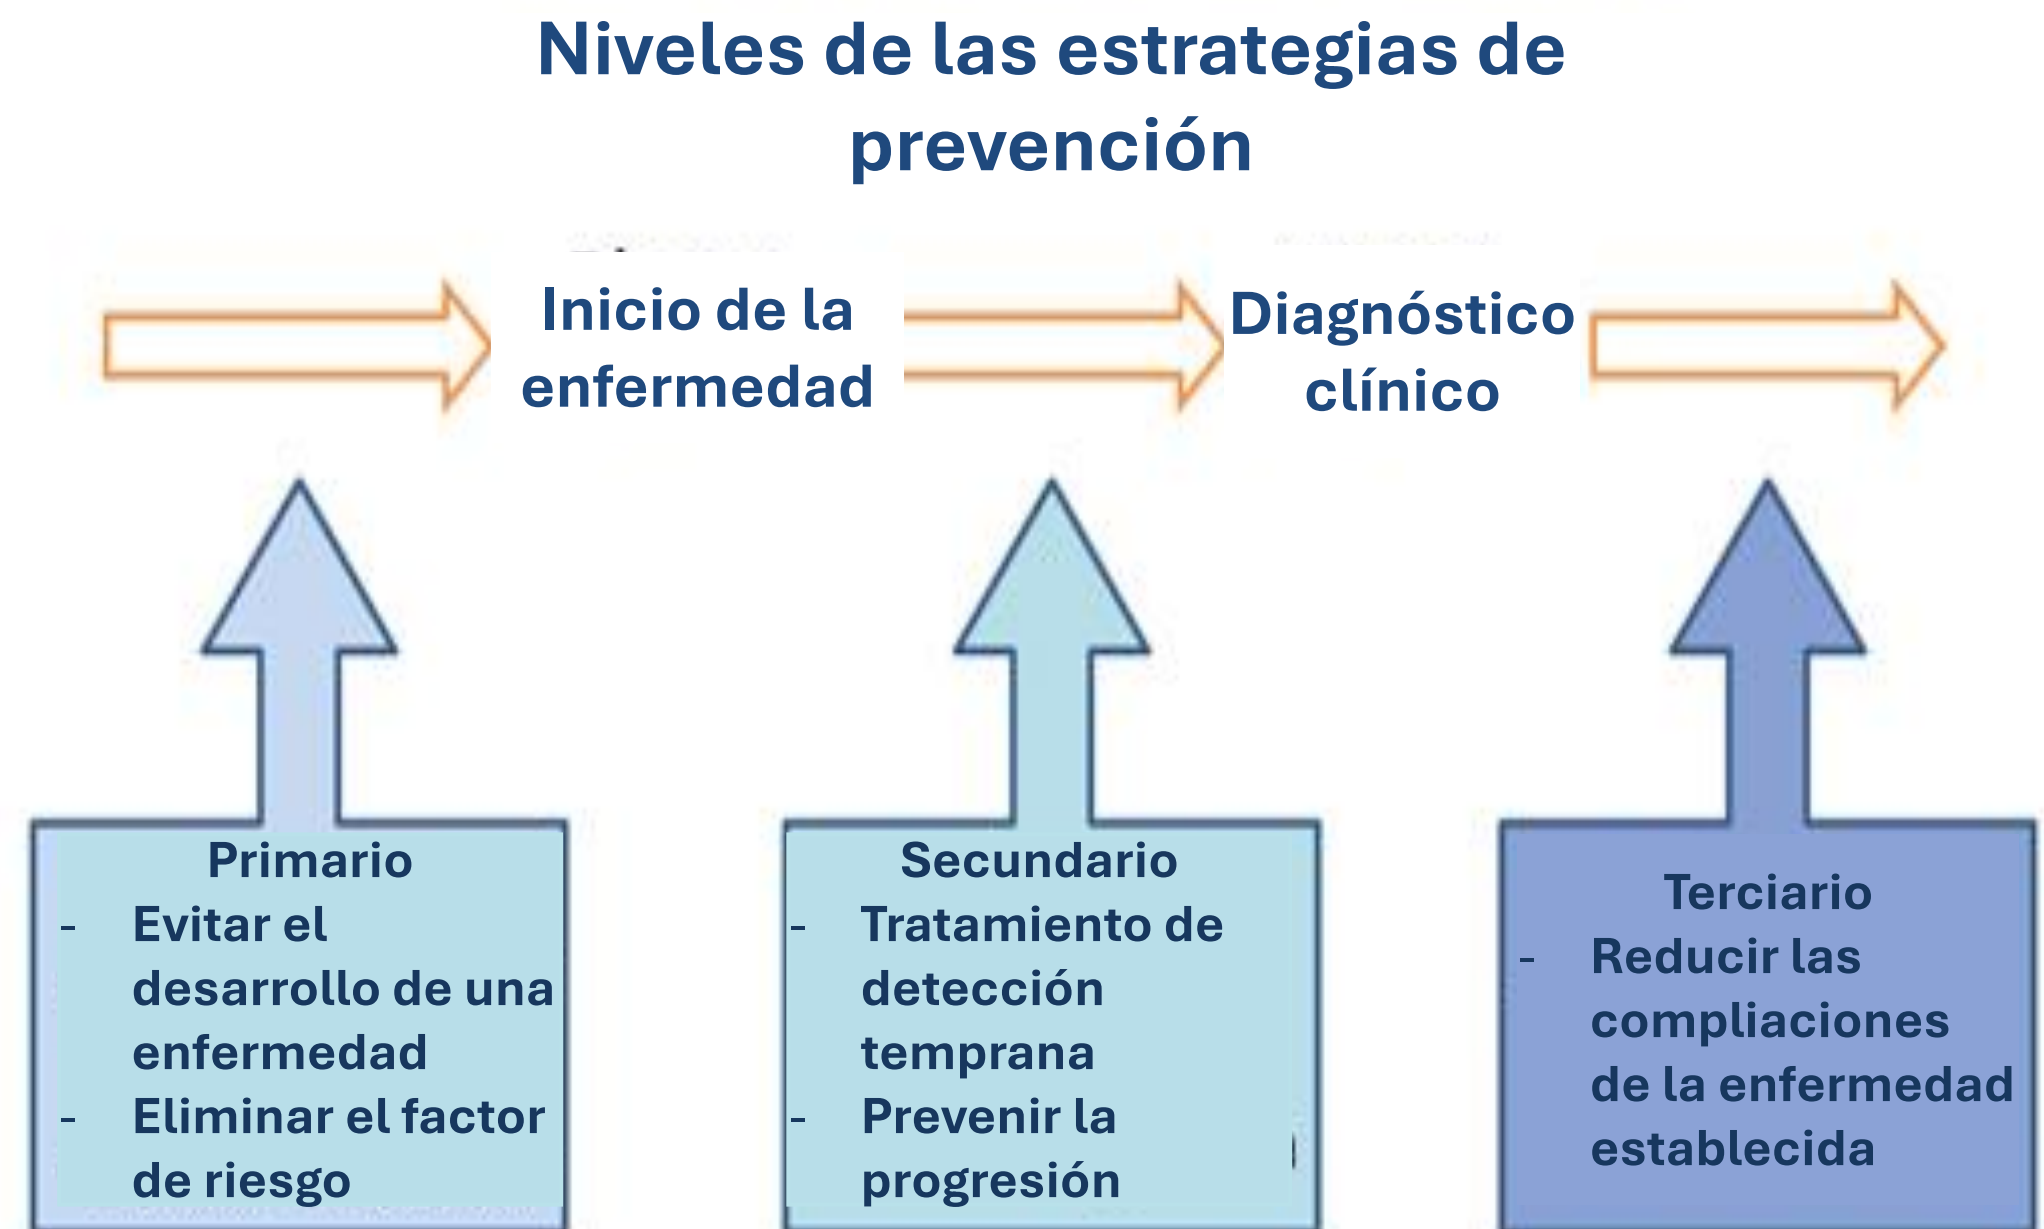 Niveles de las estrategias de
prevención
Inicio de la
enfermedad
Diagnóstico
clínico
Primario
- Evitar el
desarrollo de una
enfermedad
- Eliminar el factor
de riesgo
Secundario
- Tratamiento de
detección
temprana
- Prevenir la
progresión
Terciario
- Reducir las
compliaciones
de la enfermedad
establecida